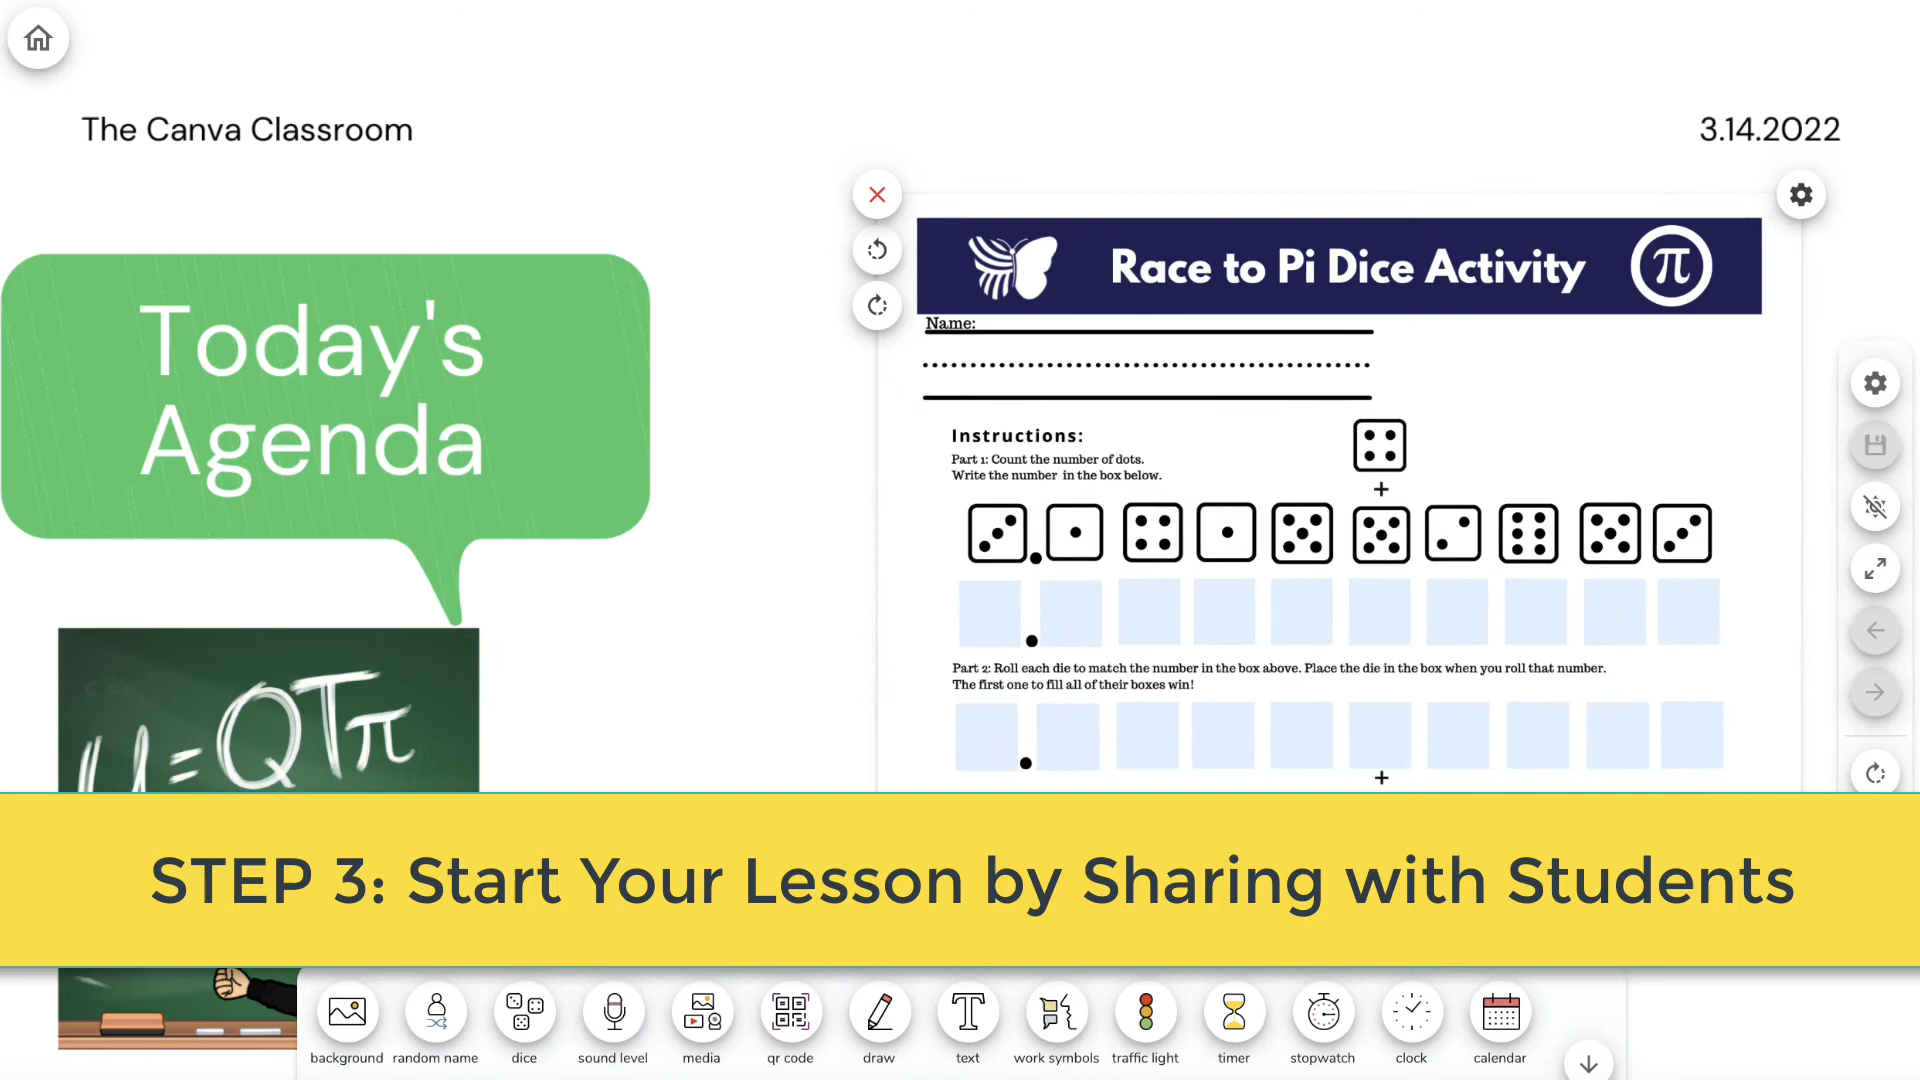 The Canva Classroom
3.14.2022
Today's
Agenda
Race to Pi Dice Activity
π
Name:
Instructions:
Part 1: Count the number of dots.
Write the number in the box below.
+
Part 2: Roll each die to match the number in the box above. Place the die in the box when you roll that number.
The first one to fill all of their boxes win!
+
= QTπ
STEP 3: Start Your Lesson by Sharing with Students
background
random name
dice
sound level
media
qr code
draw
text
work symbols
traffic light
timer
stopwatch
clock
calendar